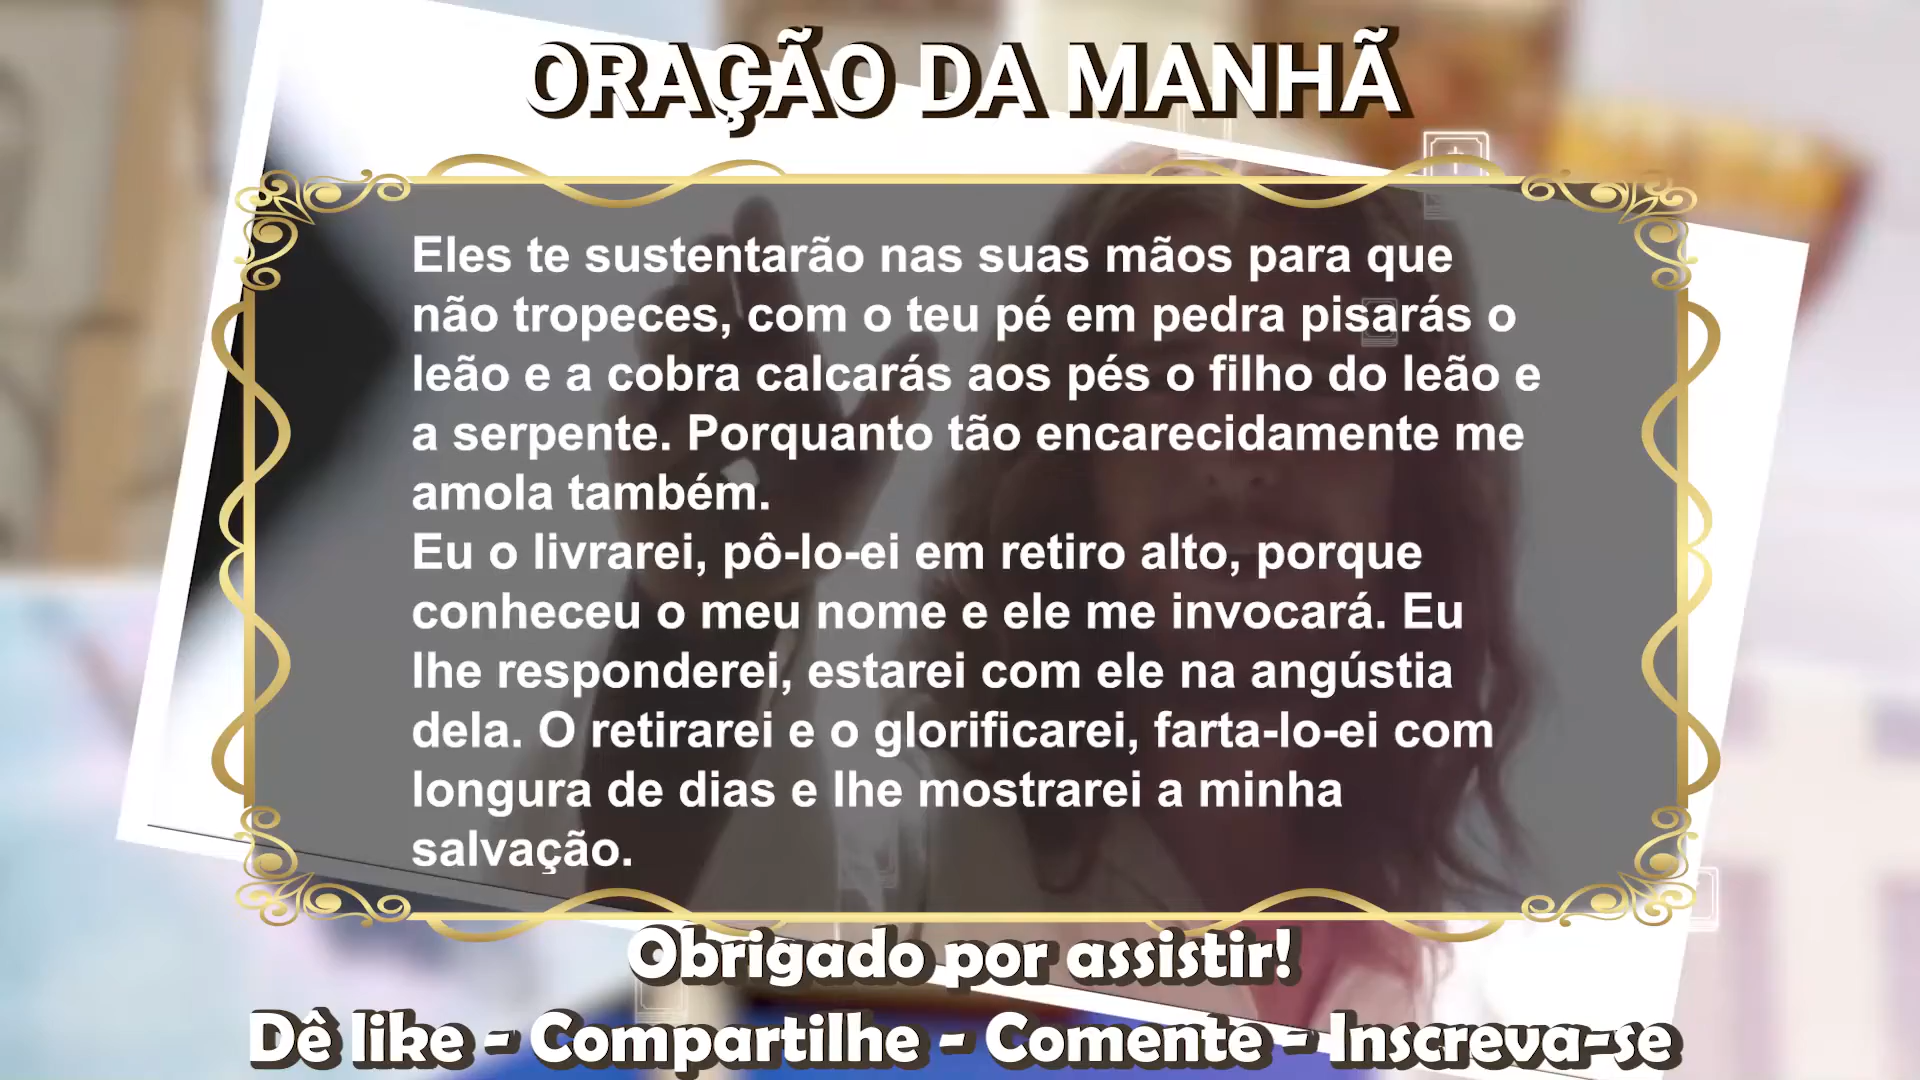 ORAÇÃO DA MANHÃ
Eles te sustentarão nas suas mãos para que
não tropeces, com o teu pé em pedra pisarás o
leão e a cobra calcarás aos pés o filho do leão e
a serpente. Porquanto tão encarecidamente me
amola também.
Eu o livrarei, pô-lo-ei em retiro alto, porque
conheceu o meu nome e ele me invocará. Eu
lhe responderei, estarei com ele na angústia
dela. O retirarei e o glorificarei, farta-lo-ei com
longura de dias e lhe mostrarei a minha
salvação.
Obrigado por assistir!
Dê like - Compartilhe - Comente - Inscreva-se